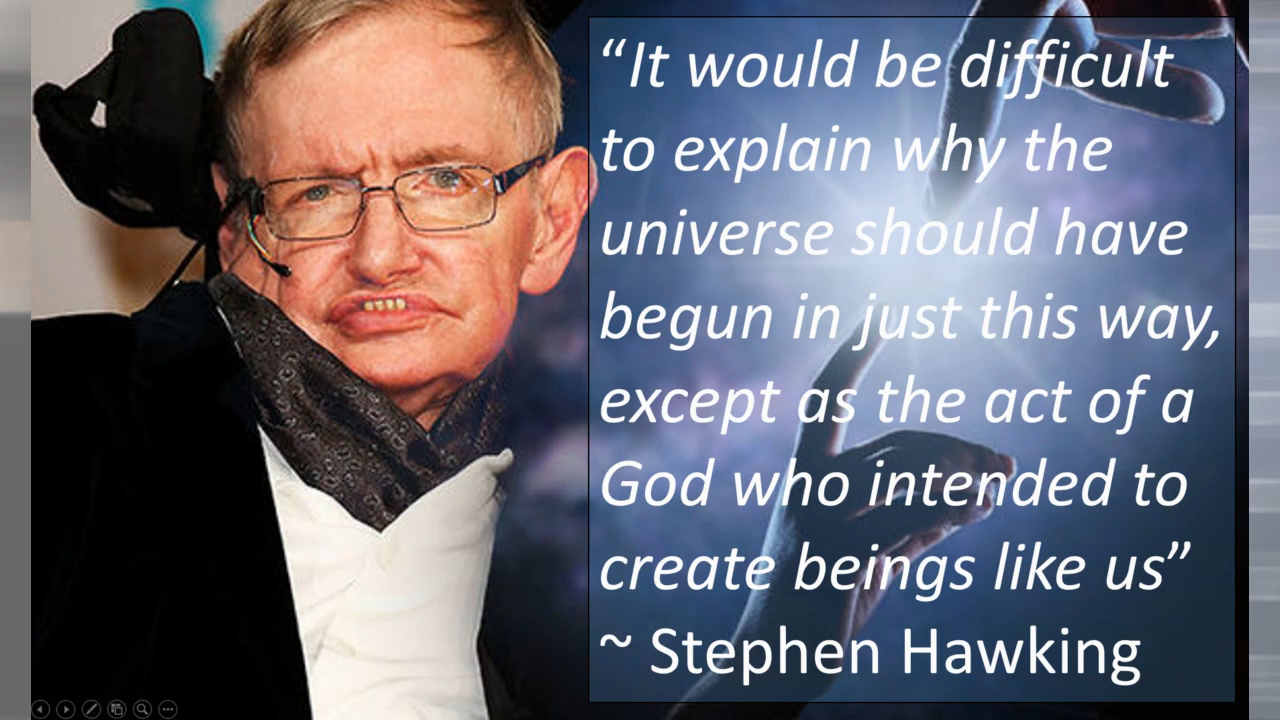 “It would be difficult
to explain why the
universe should have
begun in just this way,
except as the act of a
God who intended to
create beings like us”
~ Stephen Hawking